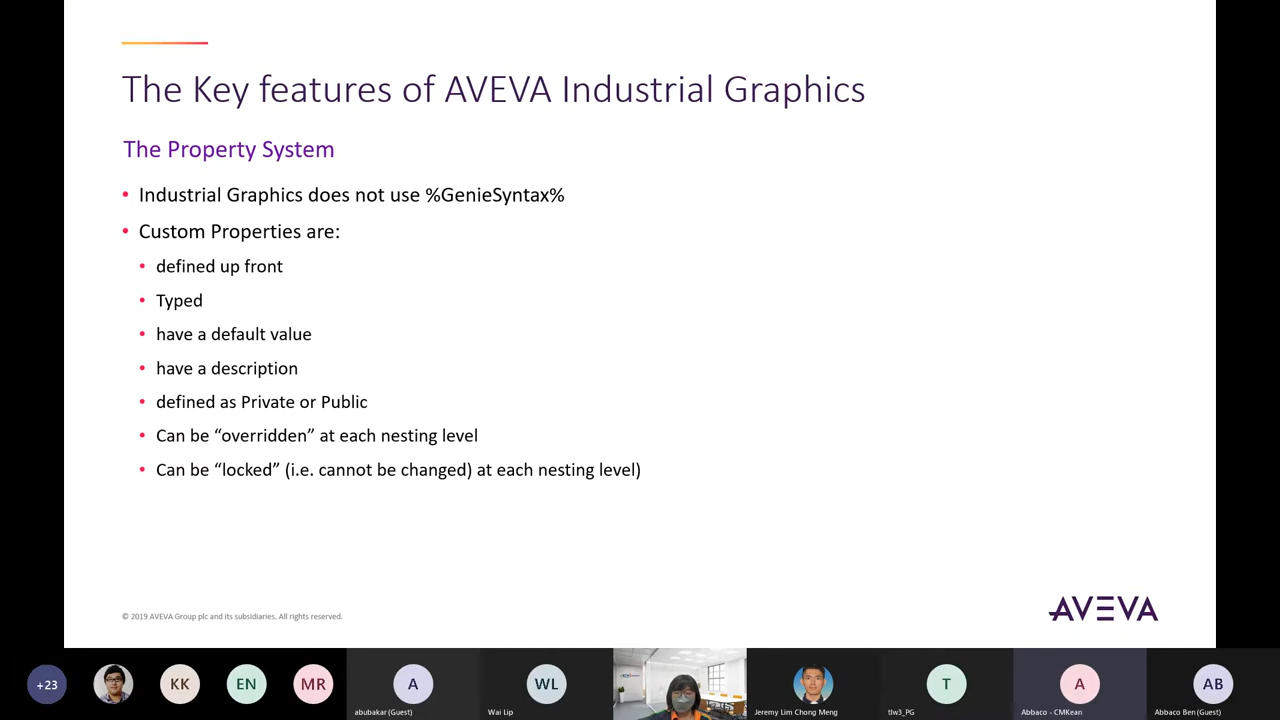 The Key features of AVEVA Industrial Graphics
The Property System
• Industrial Graphics does not use %GenieSyntax%
• Custom Properties are:
• defined up front
• Typed
• have a default value
• have a description
• defined as Private or Public
• Can be “overridden” at each nesting level
• Can be “locked” (i.e. cannot be changed) at each nesting level)
© 2019 AVEVA Group plc and its subsidiaries. All rights reserved.
AVEVA
+23
KK
EN
MR
A
abubakar (Guest)
WL
Wai Lip
Jeremy Lim Chong Meng
T
tlw3_PG
A
Abbaco - CMKean
AB
Abbaco Ben (Guest)